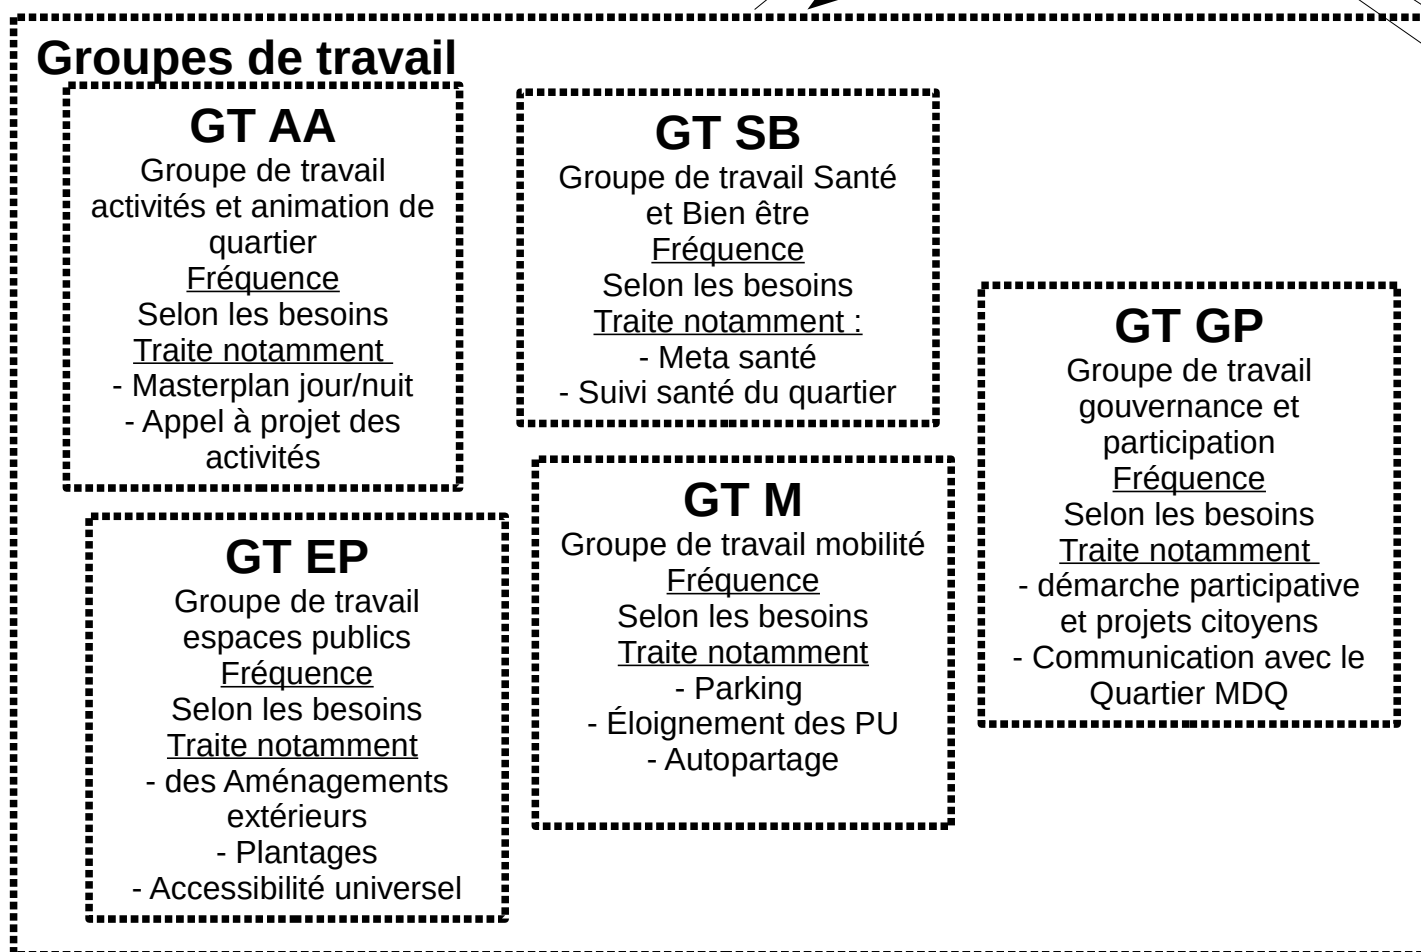 Groupes de travail
GT AA
Groupe de travail
activités et animation de
quartier
Fréquence
Selon les besoins
Traite notamment
- Masterplan jour/nuit
- Appel à projet des
activités
GT SB
Groupe de travail Santé
et Bien être
Fréquence
Selon les besoins
Traite notamment :
- Meta santé
- Suivi santé du quartier
GT GP
Groupe de travail
gouvernance et
participation
Fréquence
Selon les besoins
Traite notamment
- démarche participative
et projets citoyens
- Communication avec le
Quartier MDQ
GT EP
Groupe de travail
espaces publics
Fréquence
Selon les besoins
Traite notamment
- des Aménagements
extérieurs
- Plantages
- Accessibilité universel
GT M
Groupe de travail mobilité
Fréquence
Selon les besoins
Traite notamment
- Parking
- Éloignement des PU
- Autopartage